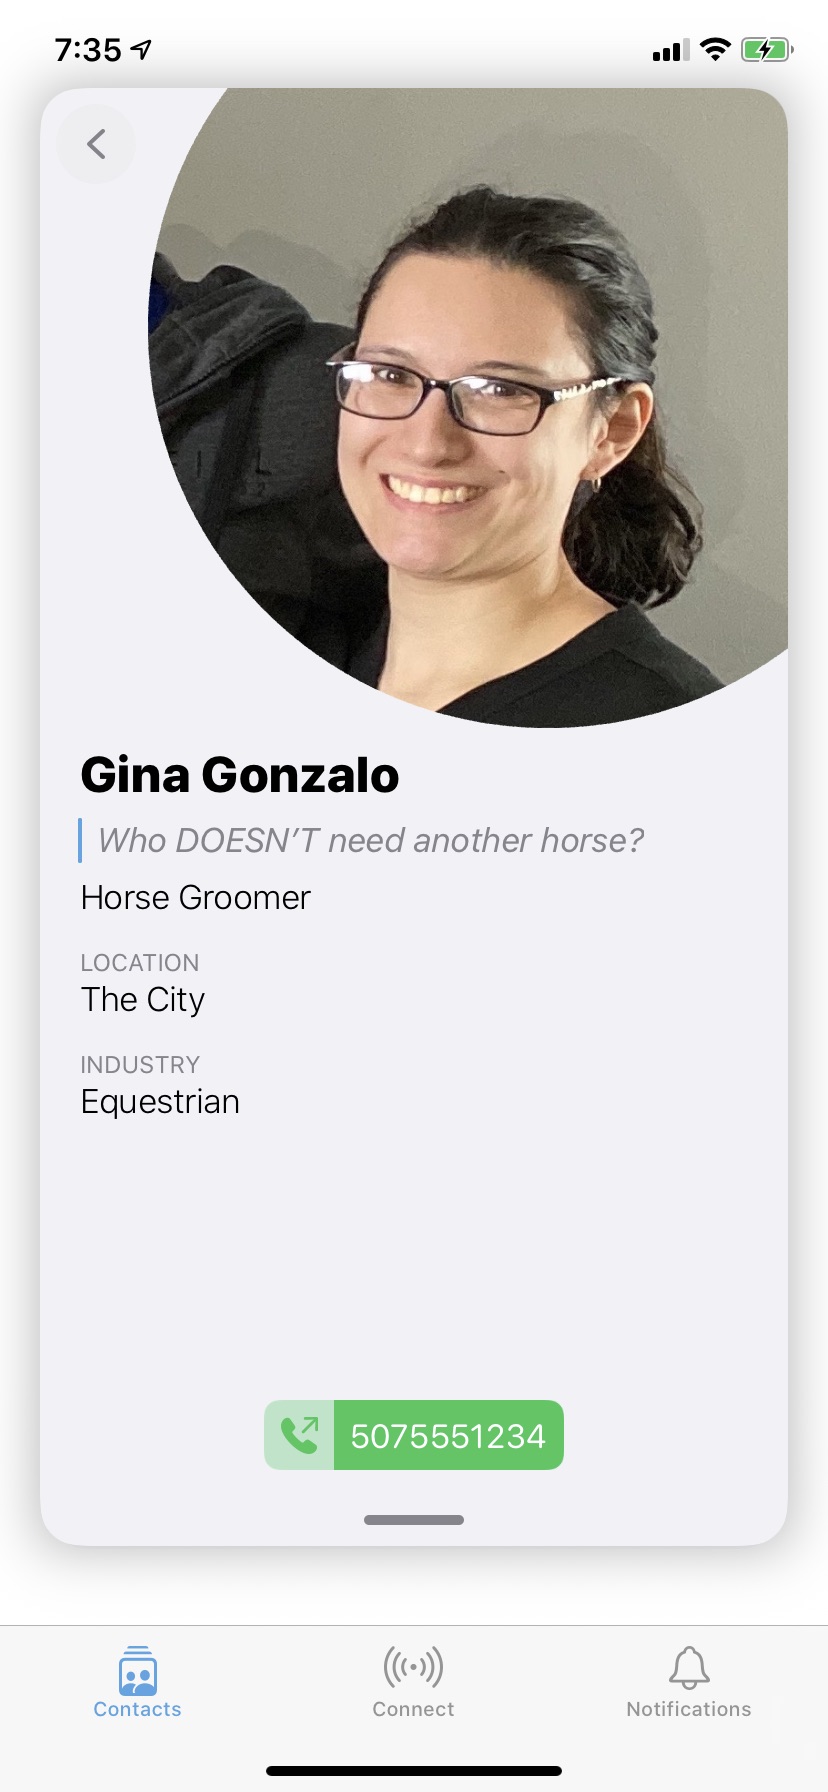 7:35
Gina Gonzalo
Who DOESN’T need another horse?
Horse Groomer
LOCATION
The City
INDUSTRY
Equestrian
5075551234
Contacts
Connect
Notifications